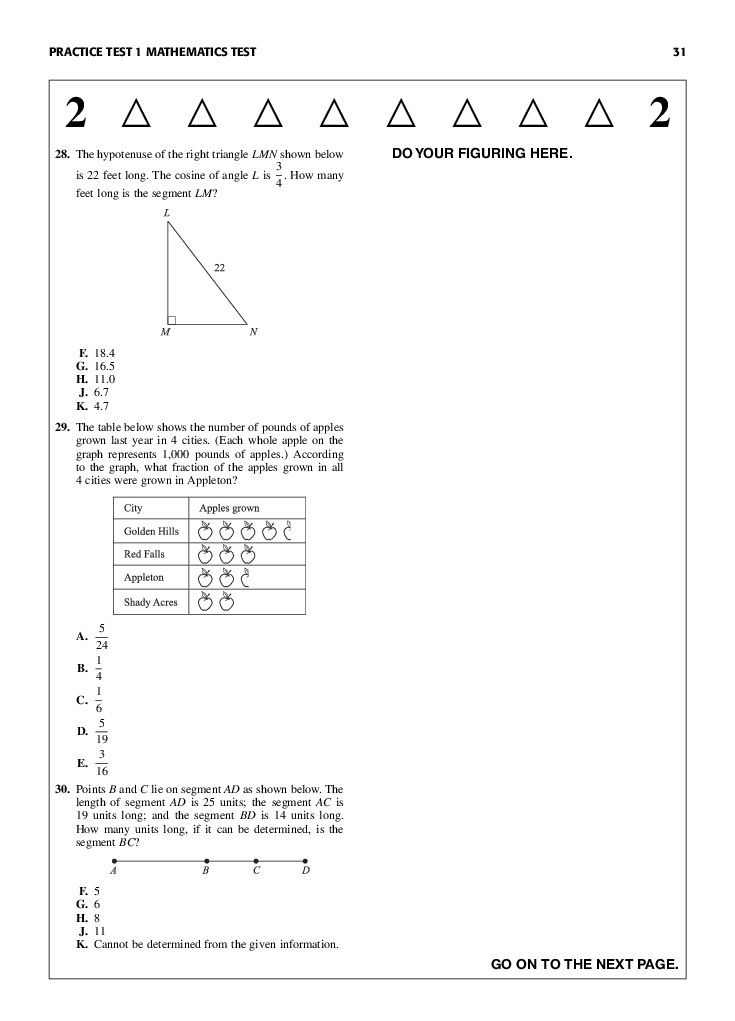 PRACTICE TEST 1 MATHEMATICS TEST 31
2 2
28. The hypotenuse of the right triangle LMN shown below
is 22 feet long. The cosine of angle L is 3/4. How many
feet long is the segment LM?
L
22
M N
F. 18.4
G. 16.5
H. 11.0
J. 6.7
K. 4.7
29. The table below shows the number of pounds of apples
grown last year in 4 cities. (Each whole apple on the
graph represents 1,000 pounds of apples.) According
to the graph, what fraction of the apples grown in all
4 cities were grown in Appleton?
City Apples grown
Golden Hills
Red Falls
Appleton
Shady Acres
A. 5/24
B. 1/4
C. 1/6
D. 5/19
E. 3/16
30. Points B and C lie on segment AD as shown below. The
length of segment AD is 25 units; the segment AC is
19 units long; and the segment BD is 14 units long.
How many units long, if it can be determined, is the
segment BC?
A B C D
F. 5
G. 6
H. 8
J. 11
K. Cannot be determined from the given information.
DO YOUR FIGURING HERE.
GO ON TO THE NEXT PAGE.